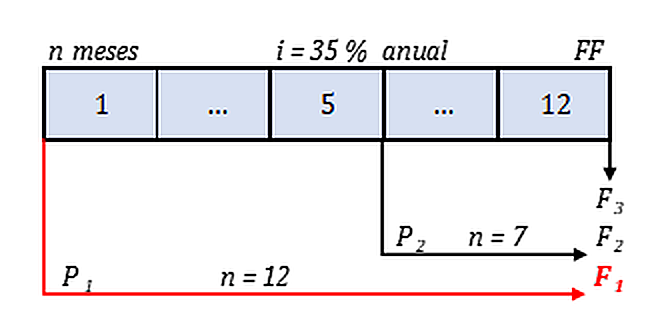 n meses i = 35 % anual FF
1 ... 5 ... 12
F₃
P₂ n = 7 F₂
P₁ n = 12 F₁